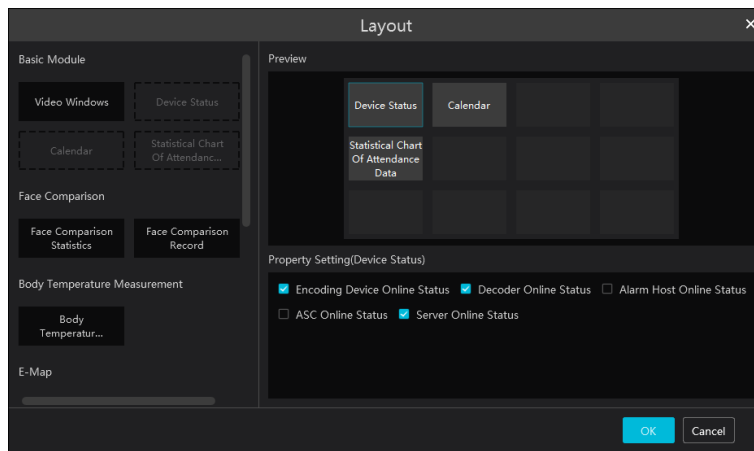 Layout
Basic Module
Video Windows
Device Status
Calendar
Statistical Chart
Of Attendanc...
Face Comparison
Face Comparison
Statistics
Face Comparison
Record
Body Temperature Measurement
Body
Temperatur...
E-Map
Preview
Device Status
Calendar
Statistical Chart
Of Attendance
Data
Property Setting(Device Status)
Encoding Device Online Status
Decoder Online Status
Alarm Host Online Status
ASC Online Status
Server Online Status
OK
Cancel